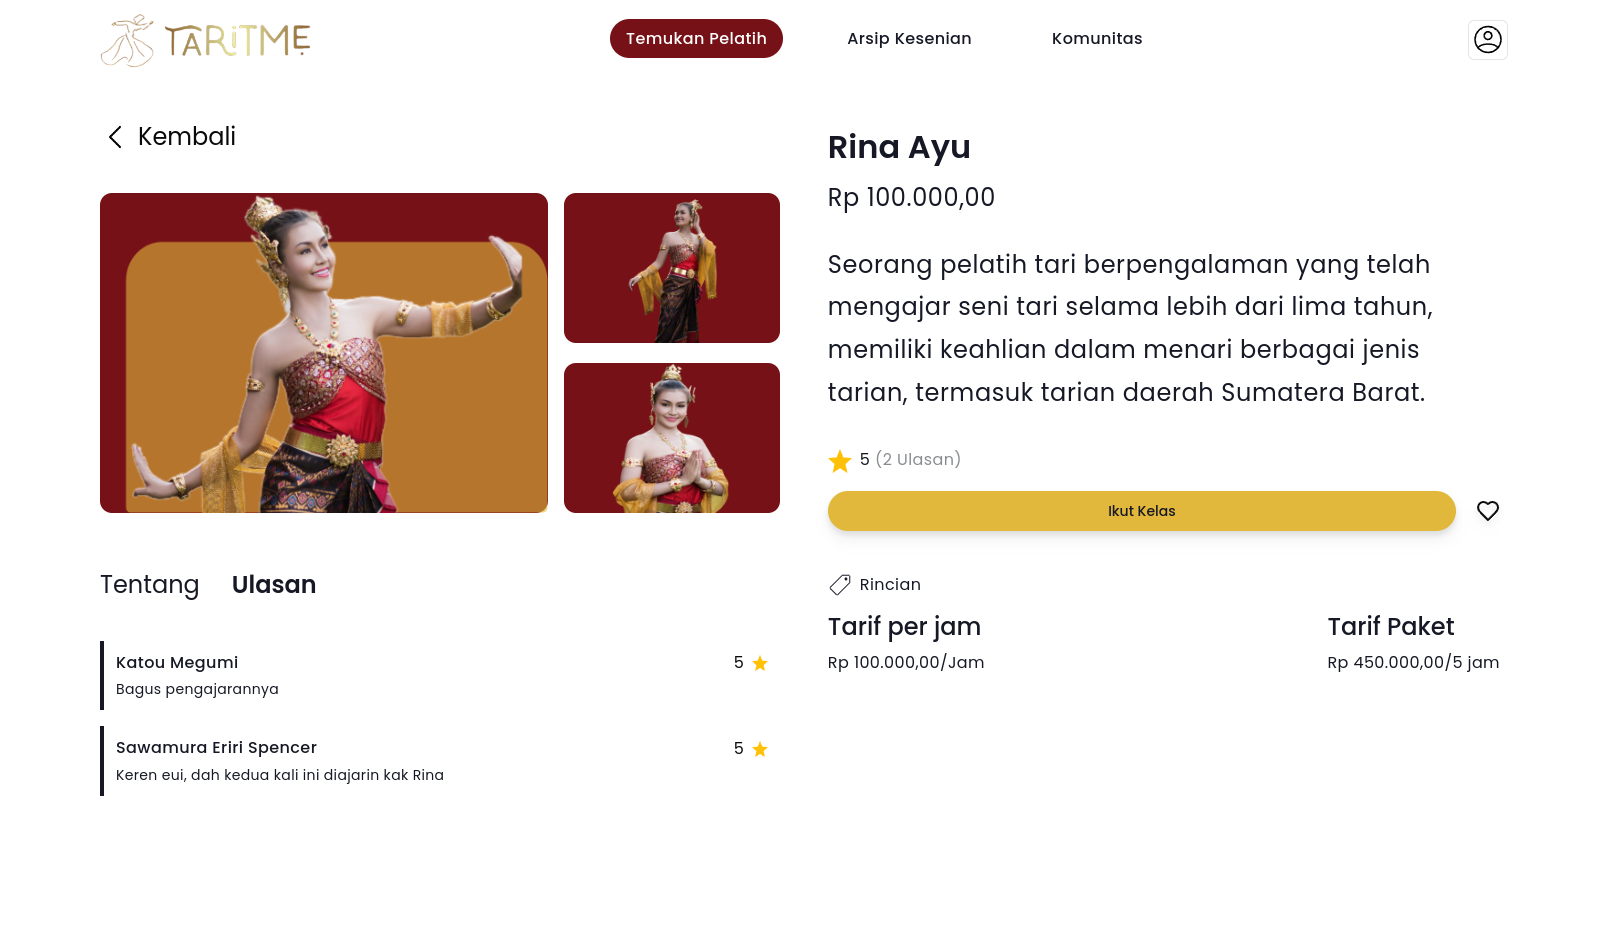 TARITME
Temukan Pelatih
Arsip Kesenian
Komunitas
Kembali
Rina Ayu
Rp 100.000,00
Seorang pelatih tari berpengalaman yang telah
mengajar seni tari selama lebih dari lima tahun,
memiliki keahlian dalam menari berbagai jenis
tarian, termasuk tarian daerah Sumatera Barat.
5 (2 Ulasan)
Ikut Kelas
Tentang
Ulasan
Katou Megumi
5
Bagus pengajarannya
Sawamura Eriri Spencer
5
Keren eui, dah kedua kali ini diajarin kak Rina
Rincian
Tarif per jam
Rp 100.000,00/Jam
Tarif Paket
Rp 450.000,00/5 jam